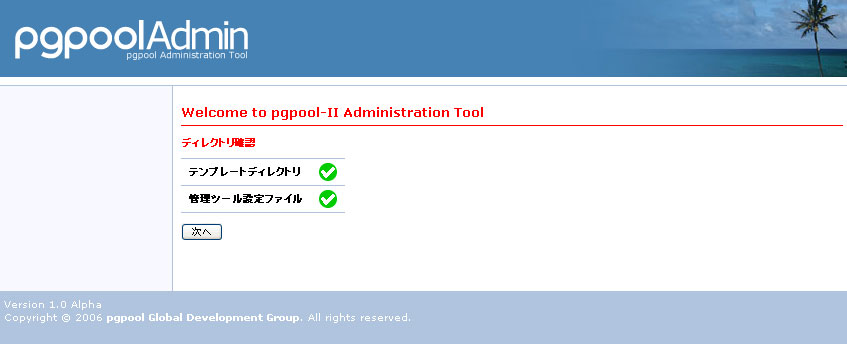 pgpoolAdmin
pgpool Administration Tool
Welcome to pgpool-II Administration Tool
ディレクトリ確認
テンプレートディレクトリ
管理ツール設定ファイル
次へ
Version 1.0 Alpha
Copyright © 2006 pgpool Global Development Group. All rights reserved.